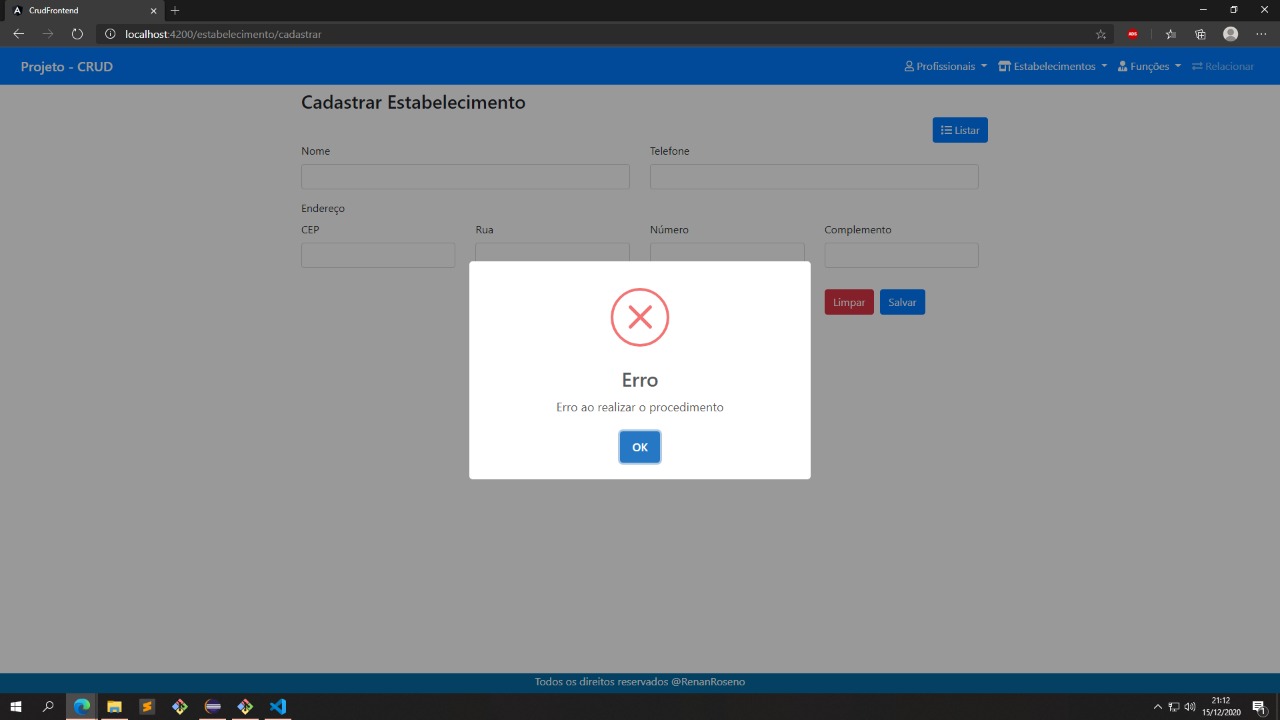 CrudFrontend
localhost:4200/estabelecimento/cadastrar
Projeto - CRUD
Profissionais
Estabelecimentos
Funções
Relacionar
Cadastrar Estabelecimento
Listar
Nome
Telefone
Endereço
CEP
Rua
Número
Complemento
Limpar
Salvar
Erro
Erro ao realizar o procedimento
OK
Todos os direitos reservados @RenanRoseno
21:12
15/12/2020